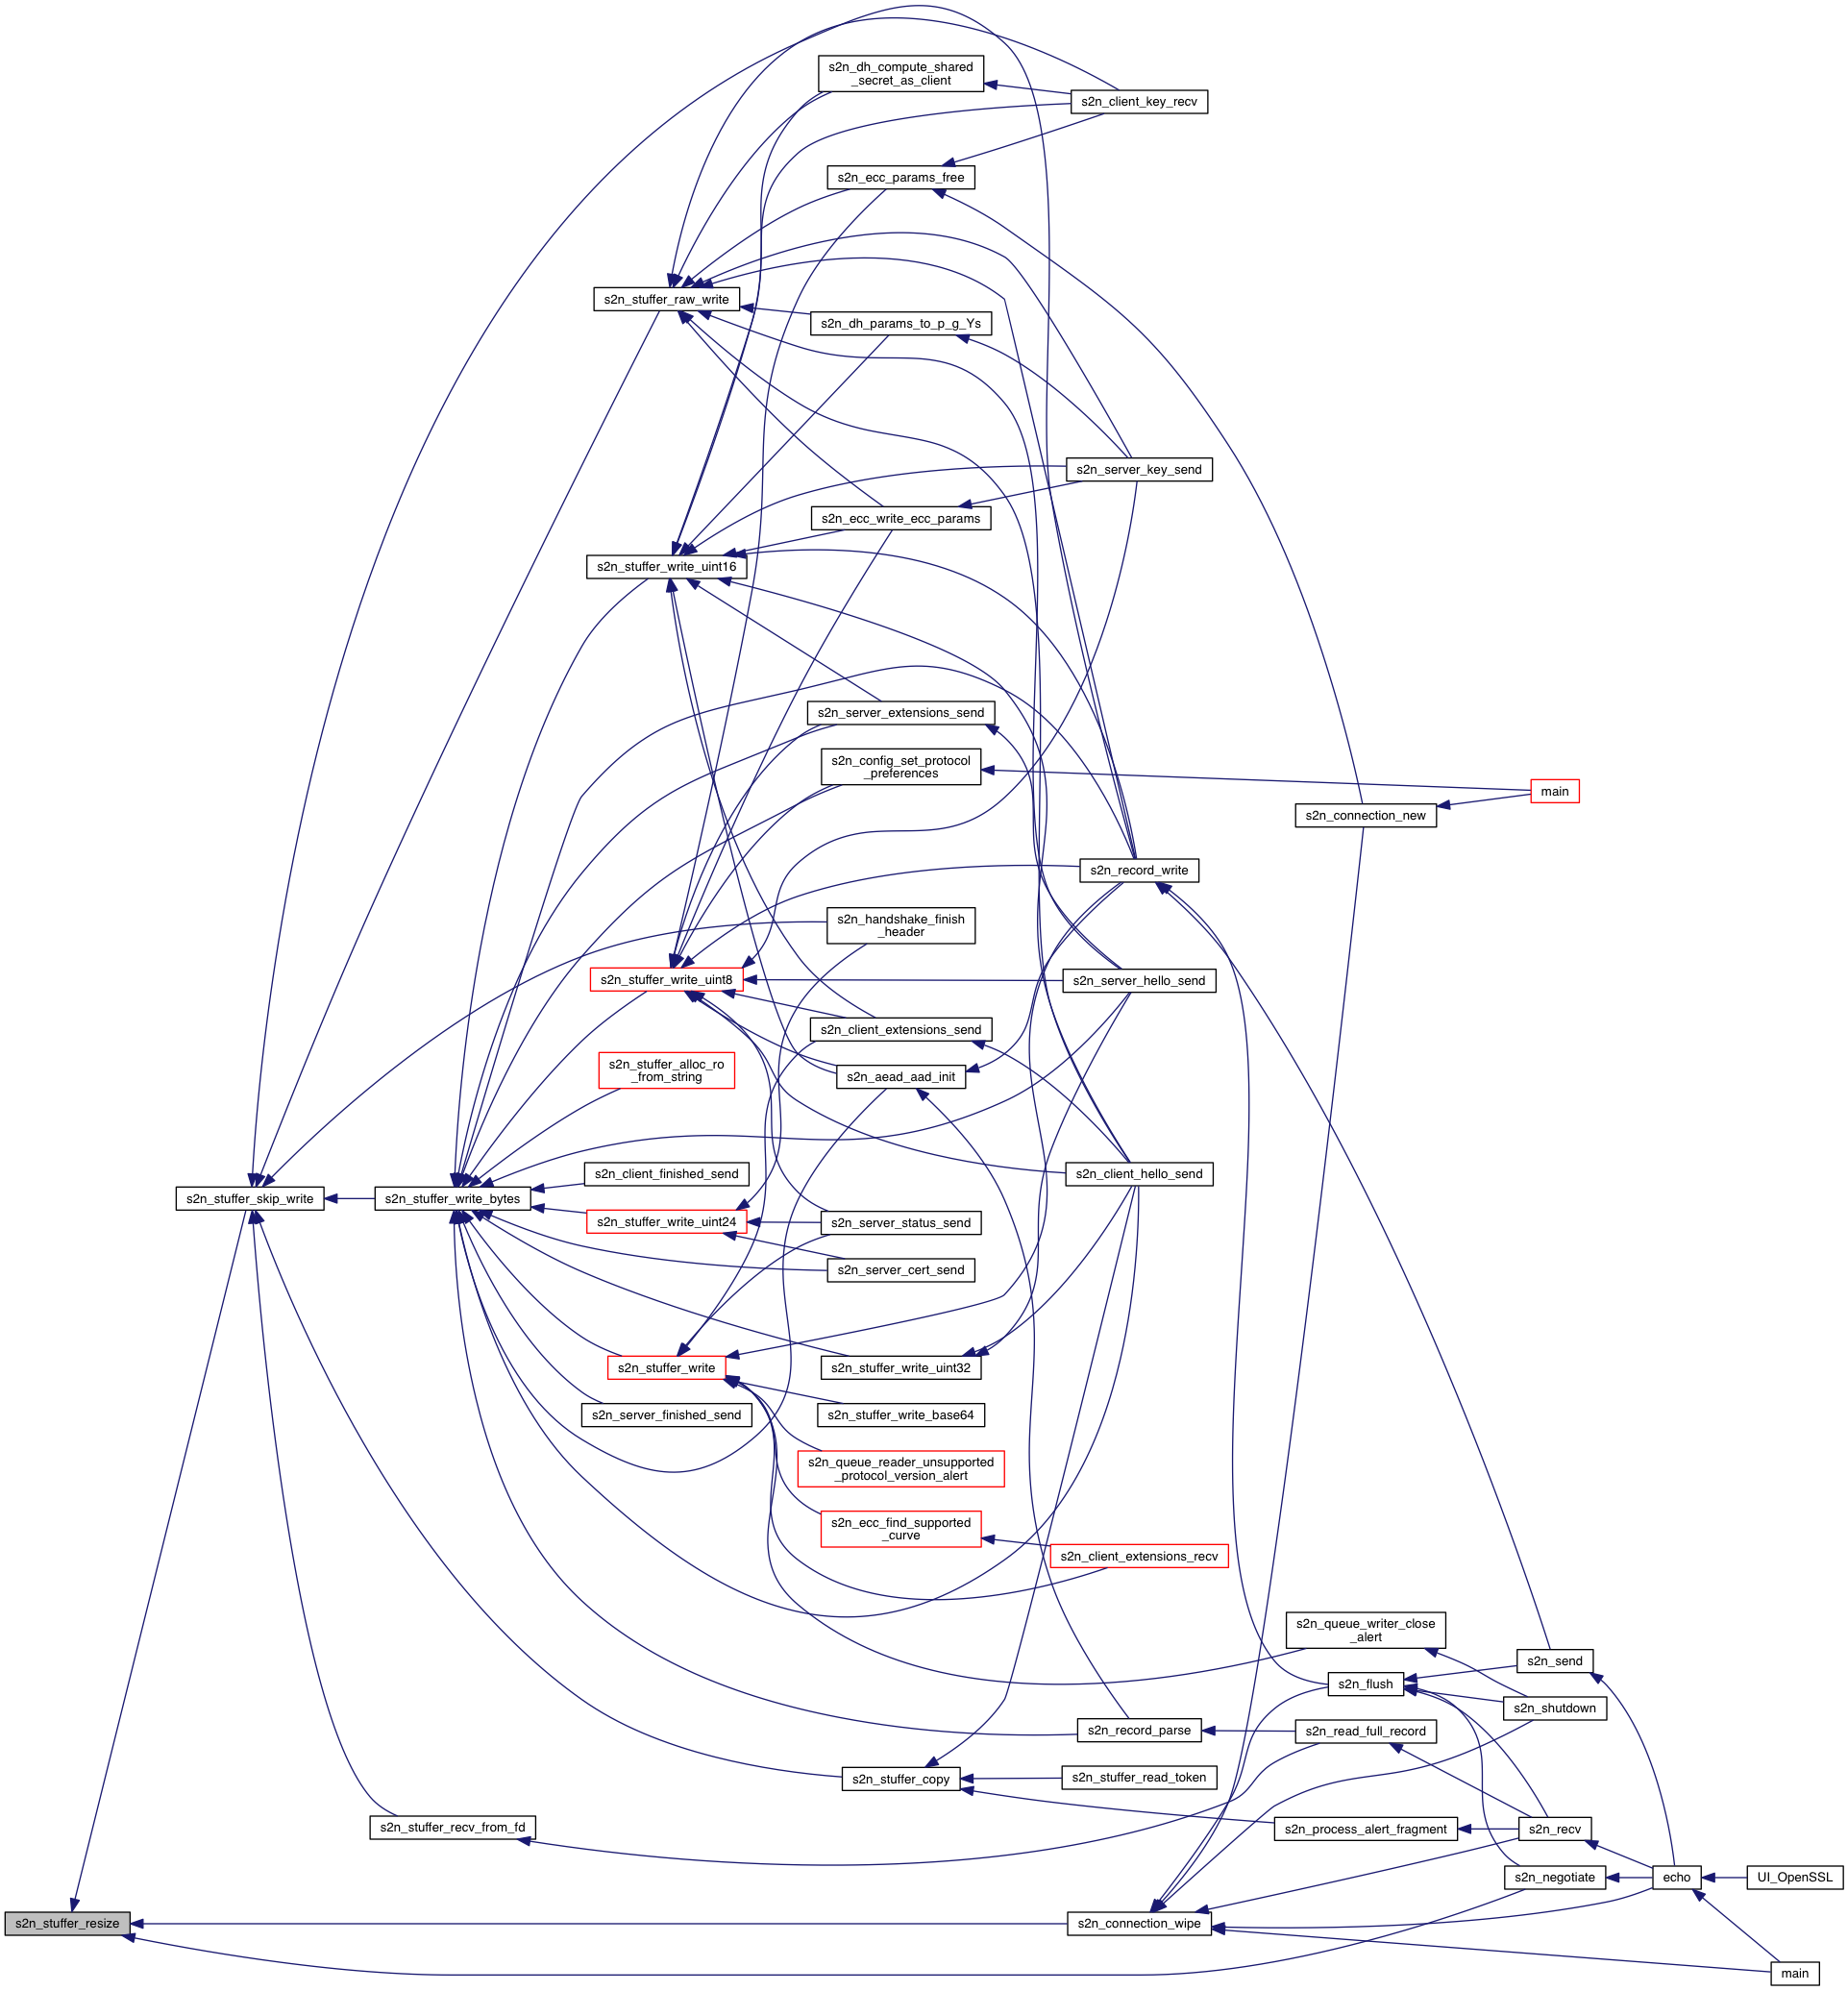 s2n_dh_compute_shared
_secret_as_client
s2n_client_key_recv
s2n_ecc_params_free
s2n_stuffer_raw_write
s2n_dh_params_to_p_g_Ys
s2n_server_key_send
s2n_ecc_write_ecc_params
s2n_stuffer_write_uint16
s2n_server_extensions_send
s2n_config_set_protocol
_preferences
main
s2n_connection_new
s2n_record_write
s2n_handshake_finish
_header
s2n_stuffer_write_uint8
s2n_server_hello_send
s2n_client_extensions_send
s2n_stuffer_alloc_ro
_from_string
s2n_aead_aad_init
s2n_client_finished_send
s2n_client_hello_send
s2n_stuffer_skip_write
s2n_stuffer_write_bytes
s2n_stuffer_write_uint24
s2n_server_status_send
s2n_server_cert_send
s2n_stuffer_write
s2n_stuffer_write_uint32
s2n_server_finished_send
s2n_stuffer_write_base64
s2n_queue_reader_unsupported
_protocol_version_alert
s2n_ecc_find_supported
_curve
s2n_client_extensions_recv
s2n_queue_writer_close
_alert
s2n_send
s2n_flush
s2n_shutdown
s2n_record_parse
s2n_read_full_record
s2n_stuffer_copy
s2n_stuffer_read_token
s2n_stuffer_recv_from_fd
s2n_process_alert_fragment
s2n_recv
s2n_negotiate
echo
UI_OpenSSL
s2n_stuffer_resize
s2n_connection_wipe
main